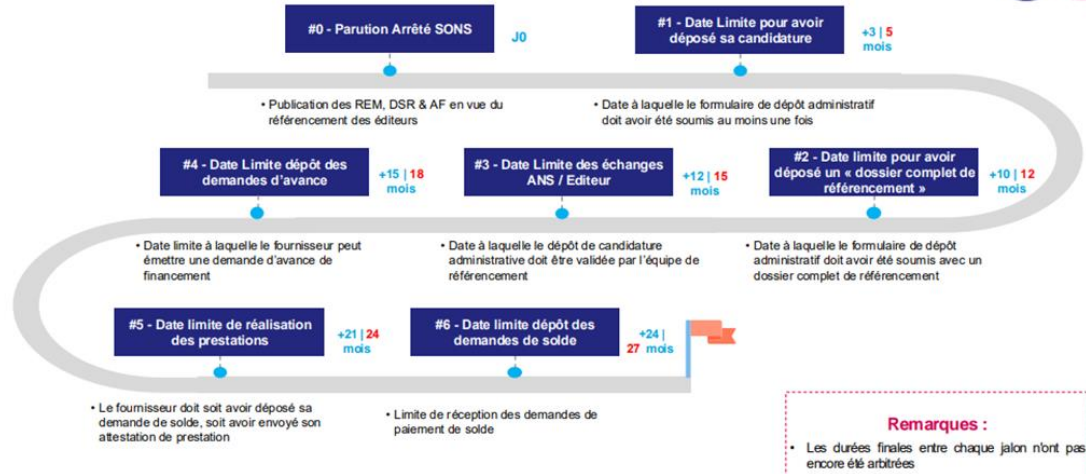 #0 - Parution Arrêté SONS
J0
#1 - Date Limite pour avoir
déposé sa candidature
+3 | 5
mois
• Publication des REM, DSR & AF en vue du
référencement des éditeurs
• Date à laquelle le formulaire de dépôt administratif
doit avoir été soumis au moins une fois
#4 - Date Limite dépôt des
demandes d'avance
+15 | 18
mois
#3 - Date Limite des échanges
ANS / Editeur
+12 | 15
mois
#2 - Date limite pour avoir
déposé un « dossier complet de
référencement »
+10 | 12
mois
• Date limite à laquelle le fournisseur peut
émettre une demande d'avance de
financement
• Date à laquelle le dépôt de candidature
administrative doit être validée par l'équipe de
référencement
• Date à laquelle le formulaire de dépôt
administratif doit avoir été soumis avec un
dossier complet de référencement
#5 - Date limite de réalisation
des prestations
+21 | 24
mois
#6 - Date limite dépôt des
demandes de solde
+24 |
27 mois
• Le fournisseur doit soit avoir déposé sa
demande de solde, soit avoir envoyé son
attestation de prestation
• Limite de réception des demandes de
paiement de solde
Remarques :
• Les durées finales entre chaque jalon n'ont pas
encore été arbitrées